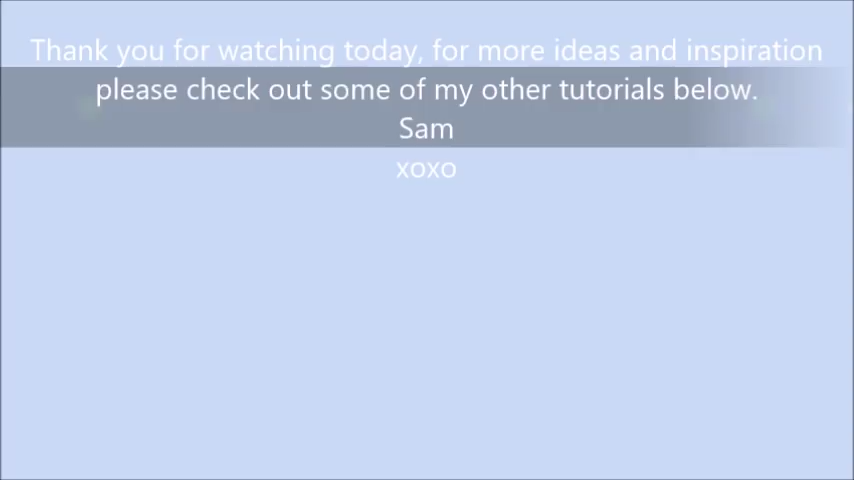 Thank you for watching today, for more ideas and inspiration
please check out some of my other tutorials below.
Sam
xoxo